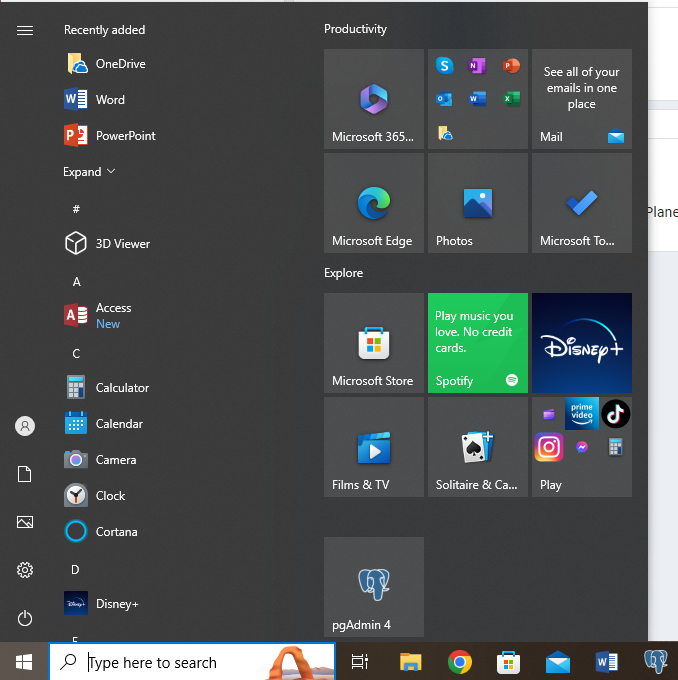 Recently added
OneDrive
Word
PowerPoint
Expand
#
3D Viewer
A
Access
New
C
Calculator
Calendar
Camera
Clock
Cortana
D
Disney+
Productivity
Microsoft 365...
See all of your
emails in one
place
Mail
Microsoft Edge
Photos
Microsoft To...
Explore
Microsoft Store
Play music you
love. No credit
cards.
Spotify
Disney+
Films & TV
Solitaire & Ca...
prime
video
Play
pgAdmin 4
Plane
Type here to search